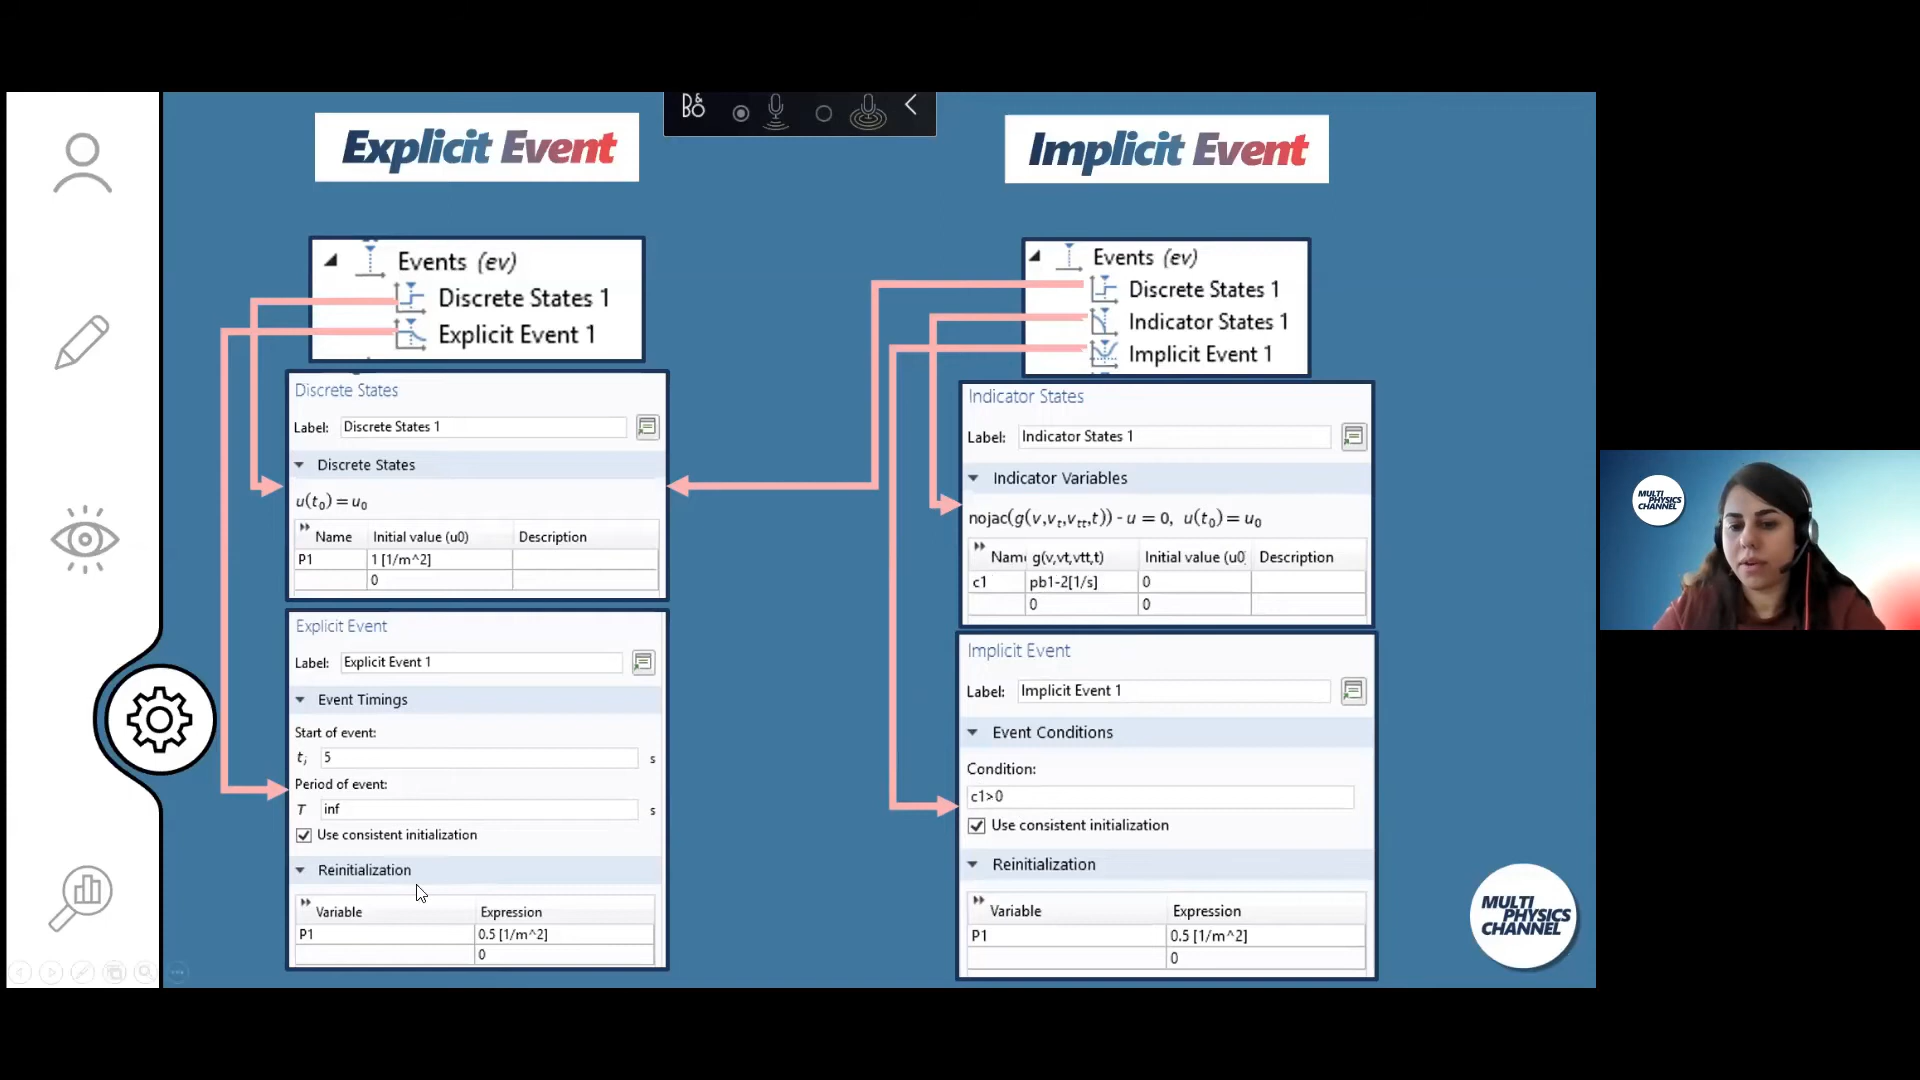 B&O
Explicit Event
Events (ev)
Discrete States 1
Explicit Event 1
Discrete States
Label: Discrete States 1
Discrete States
u(t₀) = u₀
Name Initial value (u0) Description
P1 1 [1/m^2]
0
Explicit Event
Label: Explicit Event 1
Event Timings
Start of event:
tᵢ 5 s
Period of event:
T inf s
Use consistent initialization
Reinitialization
Variable Expression
P1 0.5 [1/m^2]
0
Implicit Event
Events (ev)
Discrete States 1
Indicator States 1
Implicit Event 1
Indicator States
Label: Indicator States 1
Indicator Variables
nojac(g(v,vₜ,vₜₜ,t)) - u = 0, u(t₀) = u₀
Nam g(v,vt,vtt,t) Initial value (u0 Description
c1 pb1-2[1/s] 0
0 0
Implicit Event
Label: Implicit Event 1
Event Conditions
Condition:
c1>0
Use consistent initialization
Reinitialization
Variable Expression
P1 0.5 [1/m^2]
0
MULTI
PHYSICS
CHANNEL
MULTI
PHYSICS
CHANNEL